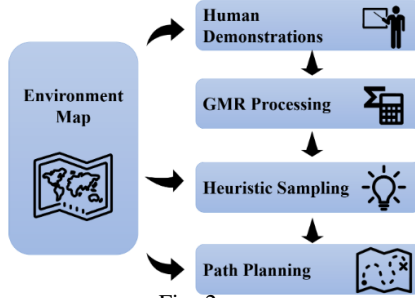 Environment
Map
Human
Demonstrations
GMR Processing
Heuristic Sampling
Path Planning